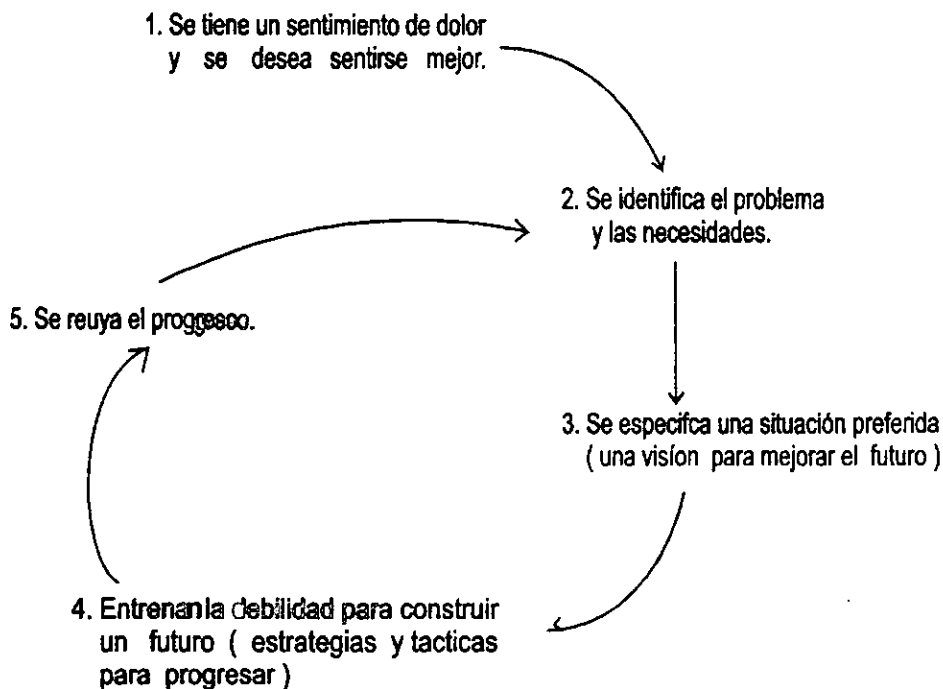 1. Se tiene un sentimiento de dolor
y se desea sentirse mejor.
2. Se identifica el problema
y las necesidades.
5. Se reuya el
3. Se especifca una situación preferida
( una visíon para mejorar el futuro )
4. Entrenan la debilidad para construir
un futuro ( estrategias y tacticas
para progresar )